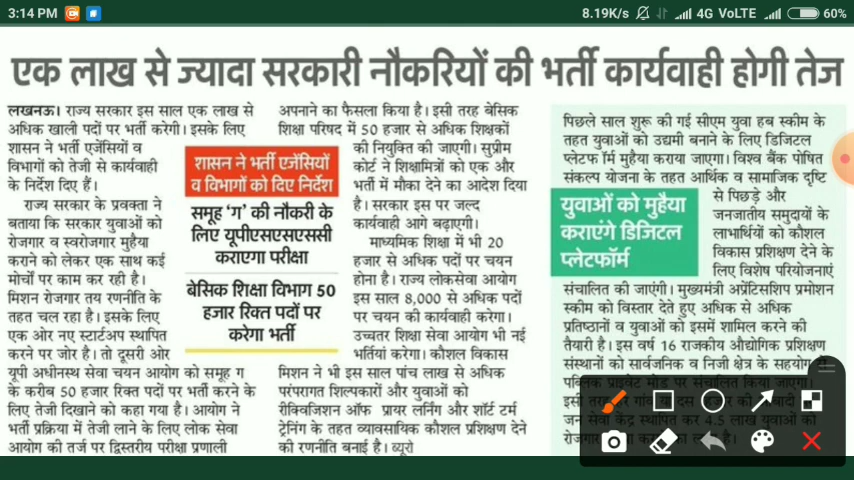 3:14 PM
8.19K/s
4G VoLTE
60%
एक लाख से ज्यादा सरकारी नौकरियों की भर्ती कार्यवाही होगी तेज
लखनऊ। राज्य सरकार इस साल एक लाख से
अधिक खाली पदों पर भर्ती करेगी। इसके लिए
शासन ने भर्ती एजेंसियों व
विभागों को तेजी से कार्यवाही
के निर्देश दिए हैं।
राज्य सरकार के प्रवक्ता ने
बताया कि सरकार युवाओं को
रोजगार व स्वरोजगार मुहैया
कराने को लेकर एक साथ कई
मोर्चों पर काम कर रही है।
मिशन रोजगार तय रणनीति के
तहत चल रहा है। इसके लिए
एक ओर नए स्टार्टअप स्थापित
करने पर जोर है। तो दूसरी ओर
यूपी अधीनस्थ सेवा चयन आयोग को समूह ग
के करीब 50 हजार रिक्त पदों पर भर्ती करने के
लिए तेजी दिखाने को कहा गया है। आयोग ने
भर्ती प्रक्रिया में तेजी लाने के लिए लोक सेवा
आयोग की तर्ज पर द्विस्तरीय परीक्षा प्रणाली
शासन ने भर्ती एजेंसियों
व विभागों को दिए निर्देश
समूह ‘ग’ की नौकरी के
लिए यूपीएसएसएससी
कराएगा परीक्षा
बेसिक शिक्षा विभाग 50
हजार रिक्त पदों पर
करेगा भर्ती
अपनाने का फैसला किया है। इसी तरह बेसिक
शिक्षा परिषद में 50 हजार से अधिक शिक्षकों
की नियुक्ति की जाएगी। सुप्रीम
कोर्ट ने शिक्षामित्रों को एक और
भर्ती में मौका देने का आदेश दिया
है। सरकार इस पर जल्द
कार्यवाही आगे बढ़ाएगी।
माध्यमिक शिक्षा में भी 20
हजार से अधिक पदों पर चयन
होना है। राज्य लोकसेवा आयोग
इस साल 8,000 से अधिक पदों
पर चयन की कार्यवाही करेगा।
उच्चतर शिक्षा सेवा आयोग भी नई
भर्तियां करेगा। कौशल विकास
मिशन ने भी इस साल पांच लाख से अधिक
परंपरागत शिल्पकारों और युवाओं को
रीक्विजिशन ऑफ प्रायर लर्निंग और शॉर्ट टर्म
ट्रेनिंग के तहत व्यावसायिक कौशल प्रशिक्षण देने
की रणनीति बनाई है। ब्यूरो
पिछले साल शुरू की गई सीएम युवा हब स्कीम के
तहत युवाओं को उद्यमी बनाने के लिए डिजिटल
प्लेटफ र्म मुहैया कराया जाएगा। विश्व बैंक पोषित
संकल्प योजना के तहत आर्थिक व सामाजिक दृष्टि
से पिछड़े और
जनजातीय समुदायों के
लाभार्थियों को कौशल
विकास प्रशिक्षण देने के
लिए विशेष परियोजनाएं
युवाओं को मुहैया
कराएंगे डिजिटल
प्लेटफॉर्म
संचालित की जाएंगी। मुख्यमंत्री अप्रेंटिसशिप प्रमोशन
स्कीम को विस्तार देते हुए अधिक से अधिक
प्रतिष्ठानों व युवाओं को इसमें शामिल करने की
तैयारी है। इस वर्ष 16 राजकीय औद्योगिक प्रशिक्षण
संस्थानों को सार्वजनिक व निजी क्षेत्र के सहयोग
पब्लिक प्राइवेट मोड पर संचालित किया जाएगा।
इसी
जन सेवा केंद्र स्थापित कर 4.5 लाख युवाओं को
रोजगार